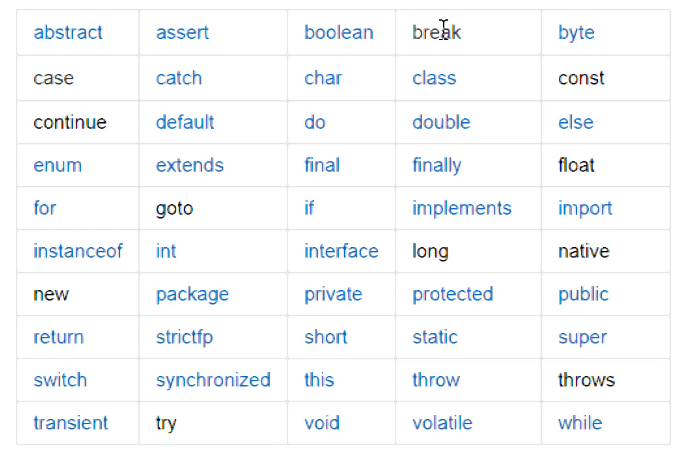 abstract assert boolean break byte
case catch char class const
continue default do double else
enum extends final finally float
for goto if implements import
instanceof int interface long native
new package private protected public
return strictfp short static super
switch synchronized this throw throws
transient try void volatile while